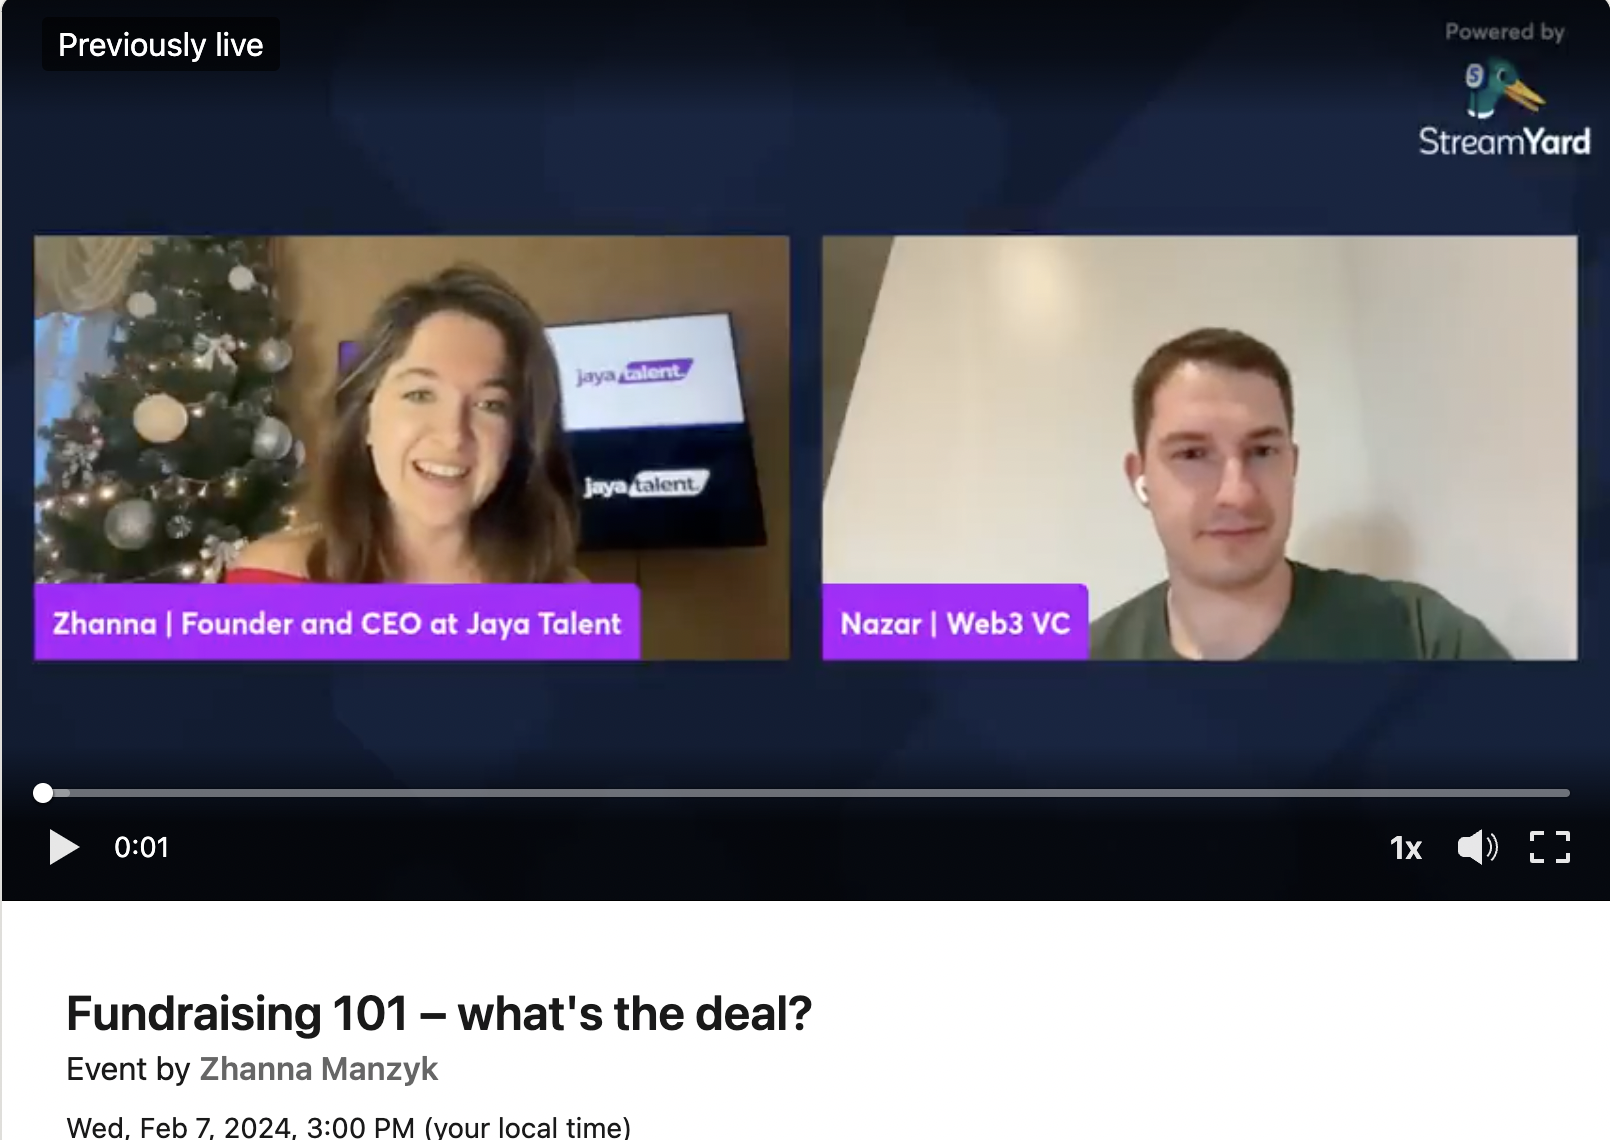 Previously live
Powered by
S
StreamYard
jaya talent.
jaya talent.
Zhanna | Founder and CEO at Jaya Talent
Nazar | Web3 VC
0:01
1x
Fundraising 101 – what's the deal?
Event by Zhanna Manzyk
Wed, Feb 7, 2024, 3:00 PM (your local time)